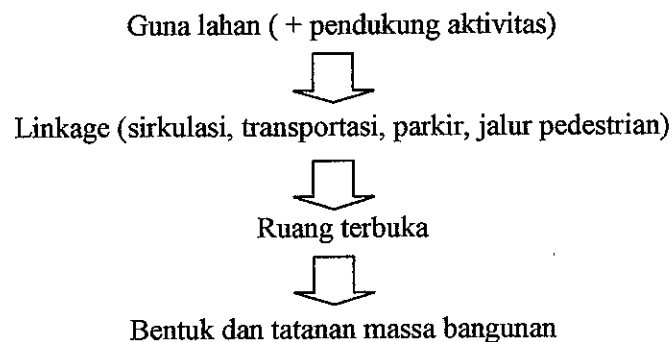 Guna lahan ( + pendukung aktivitas)
Linkage (sirkulasi, transportasi, parkir, jalur pedestrian)
Ruang terbuka
Bentuk dan tatanan massa bangunan